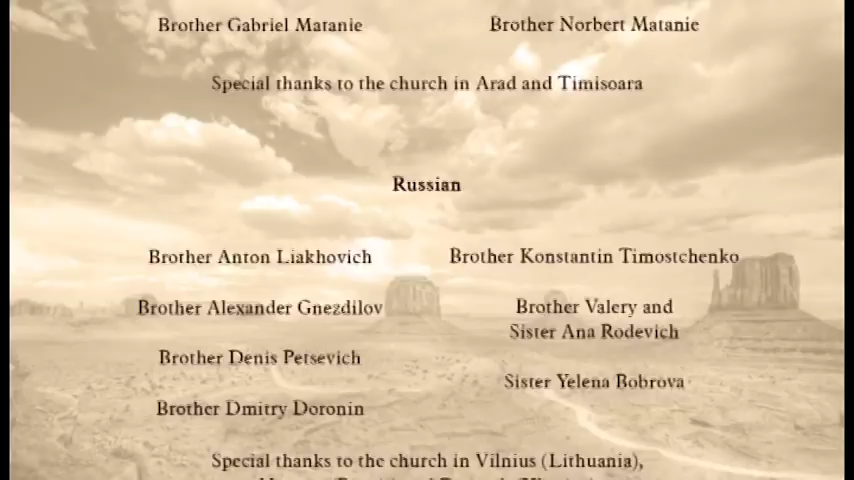 Brother Gabriel Matanie Brother Norbert Matanie
Special thanks to the church in Arad and Timisoara
Russian
Brother Anton Liakhovich Brother Konstantin Timostchenko
Brother Alexander Gnezdilov Brother Valery and
Sister Ana Rodevich
Brother Denis Petsevich
Sister Yelena Bobrova
Brother Dmitry Doronin
Special thanks to the church in Vilnius (Lithuania),